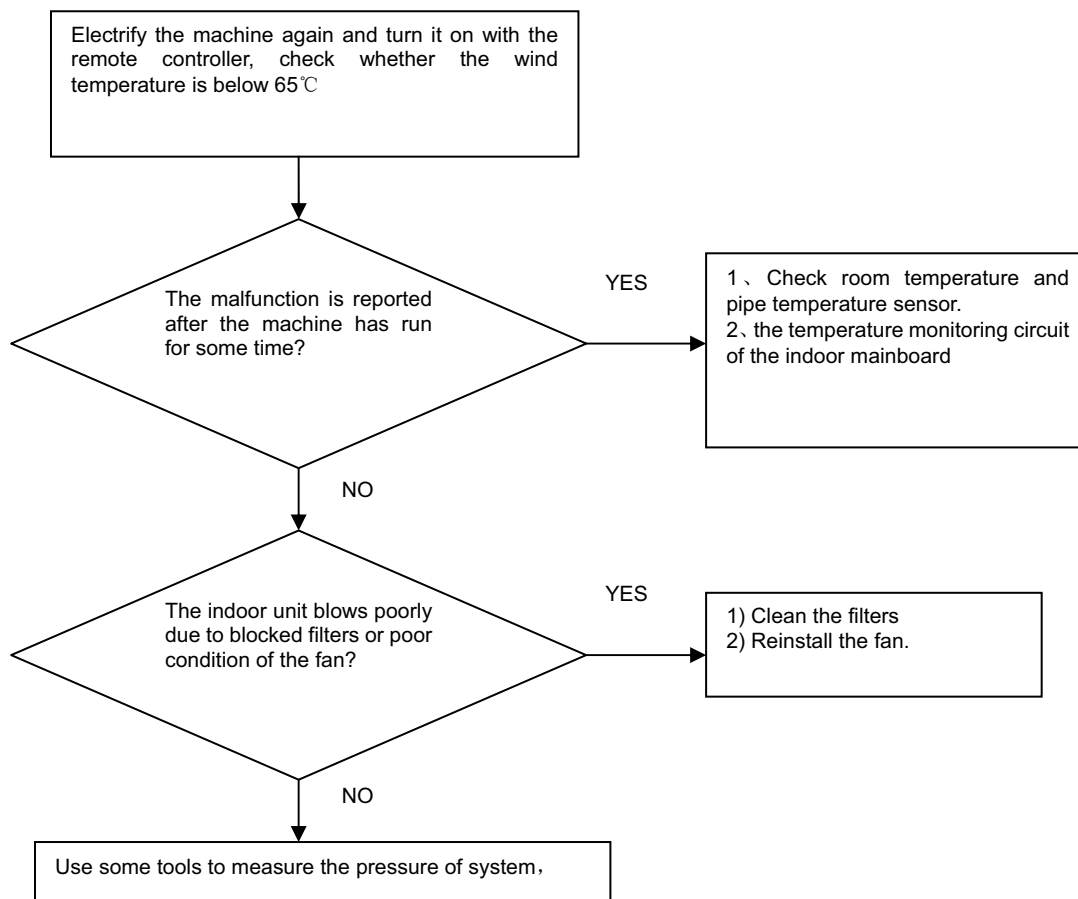 Electrify the machine again and turn it on with the
remote controller, check whether the wind
temperature is below 65℃
The malfunction is reported
after the machine has run
for some time?
YES
1、Check room temperature and
pipe temperature sensor.
2、the temperature monitoring circuit
of the indoor mainboard
NO
The indoor unit blows poorly
due to blocked filters or poor
condition of the fan?
YES
1) Clean the filters
2) Reinstall the fan.
NO
Use some tools to measure the pressure of system，